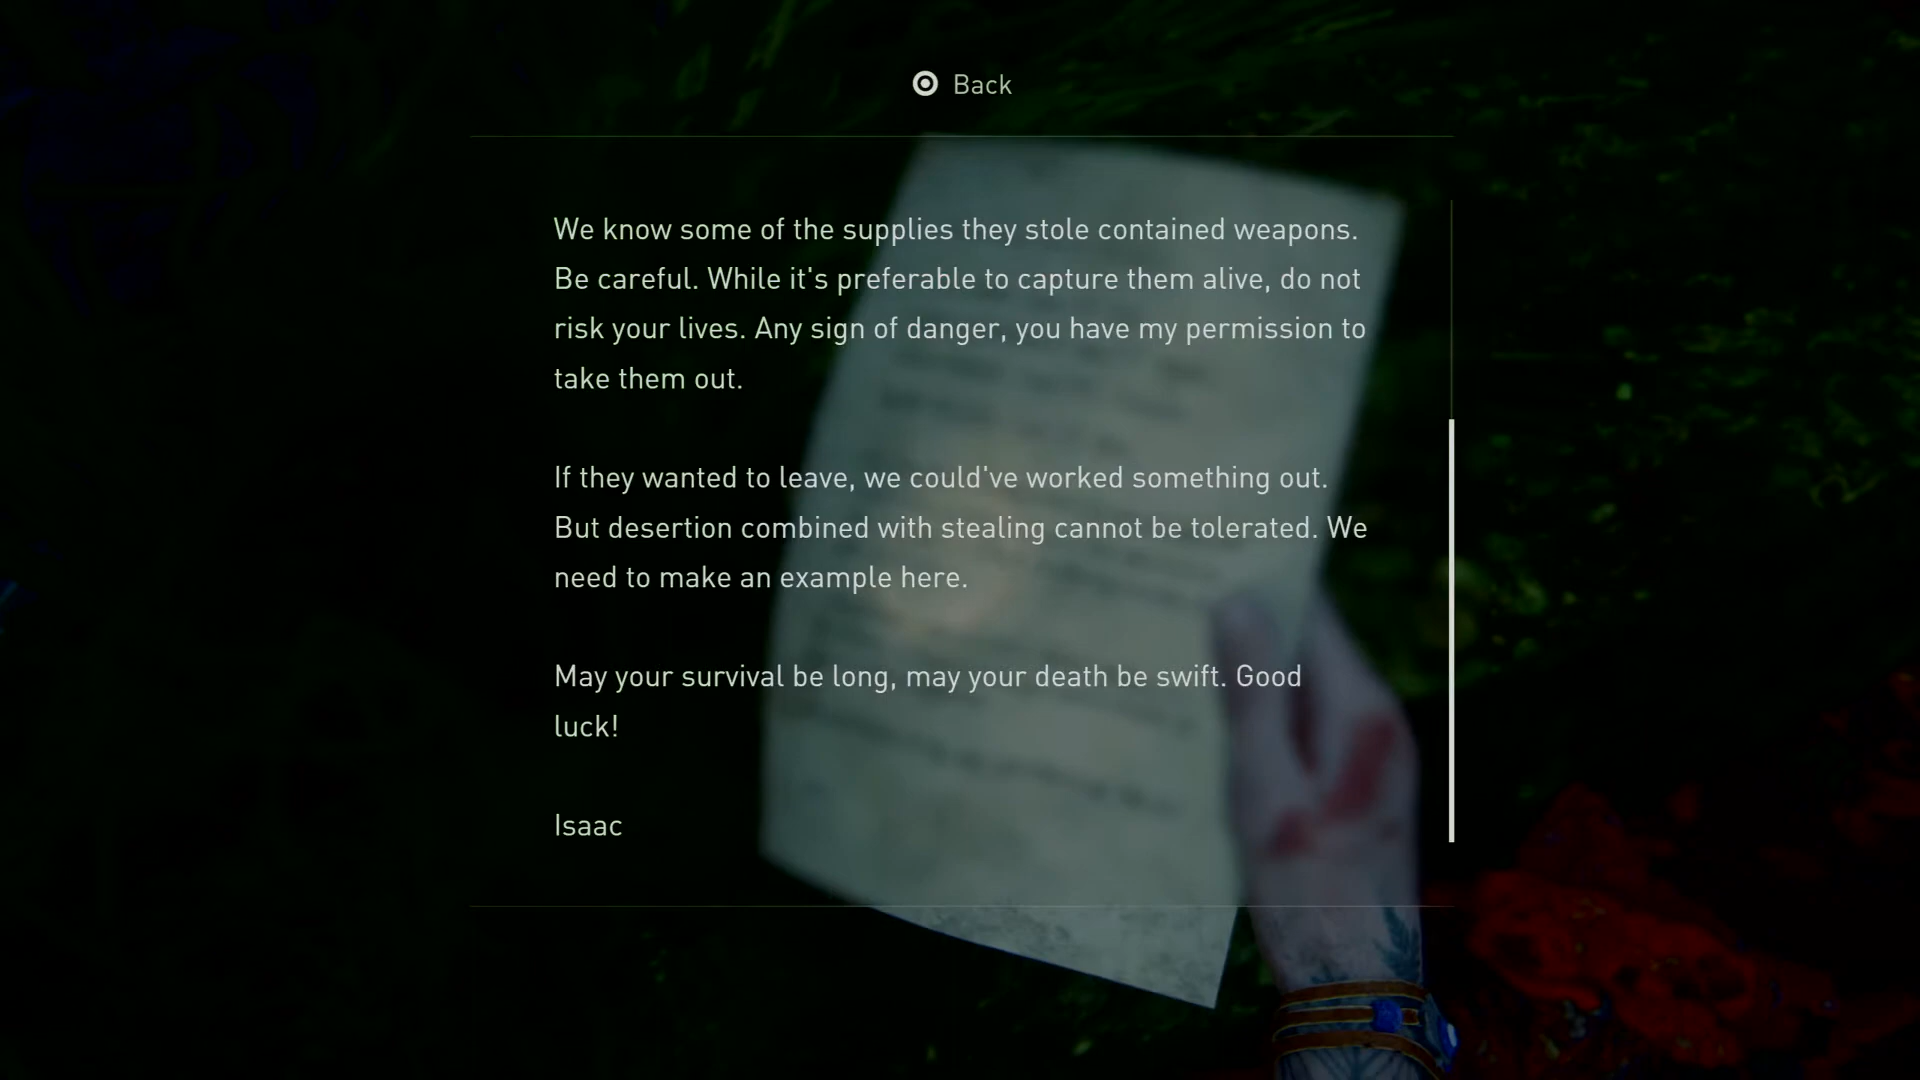 Back
We know some of the supplies they stole contained weapons.
Be careful. While it's preferable to capture them alive, do not
risk your lives. Any sign of danger, you have my permission to
take them out.
If they wanted to leave, we could've worked something out.
But desertion combined with stealing cannot be tolerated. We
need to make an example here.
May your survival be long, may your death be swift. Good
luck!
Isaac